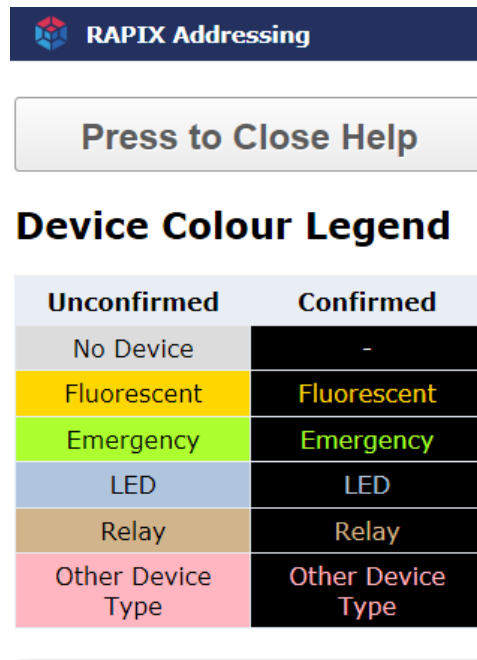 RAPIX Addressing
Press to Close Help
Device Colour Legend
Unconfirmed Confirmed
No Device -
Fluorescent Fluorescent
Emergency Emergency
LED LED
Relay Relay
Other Device Other Device
Type Type